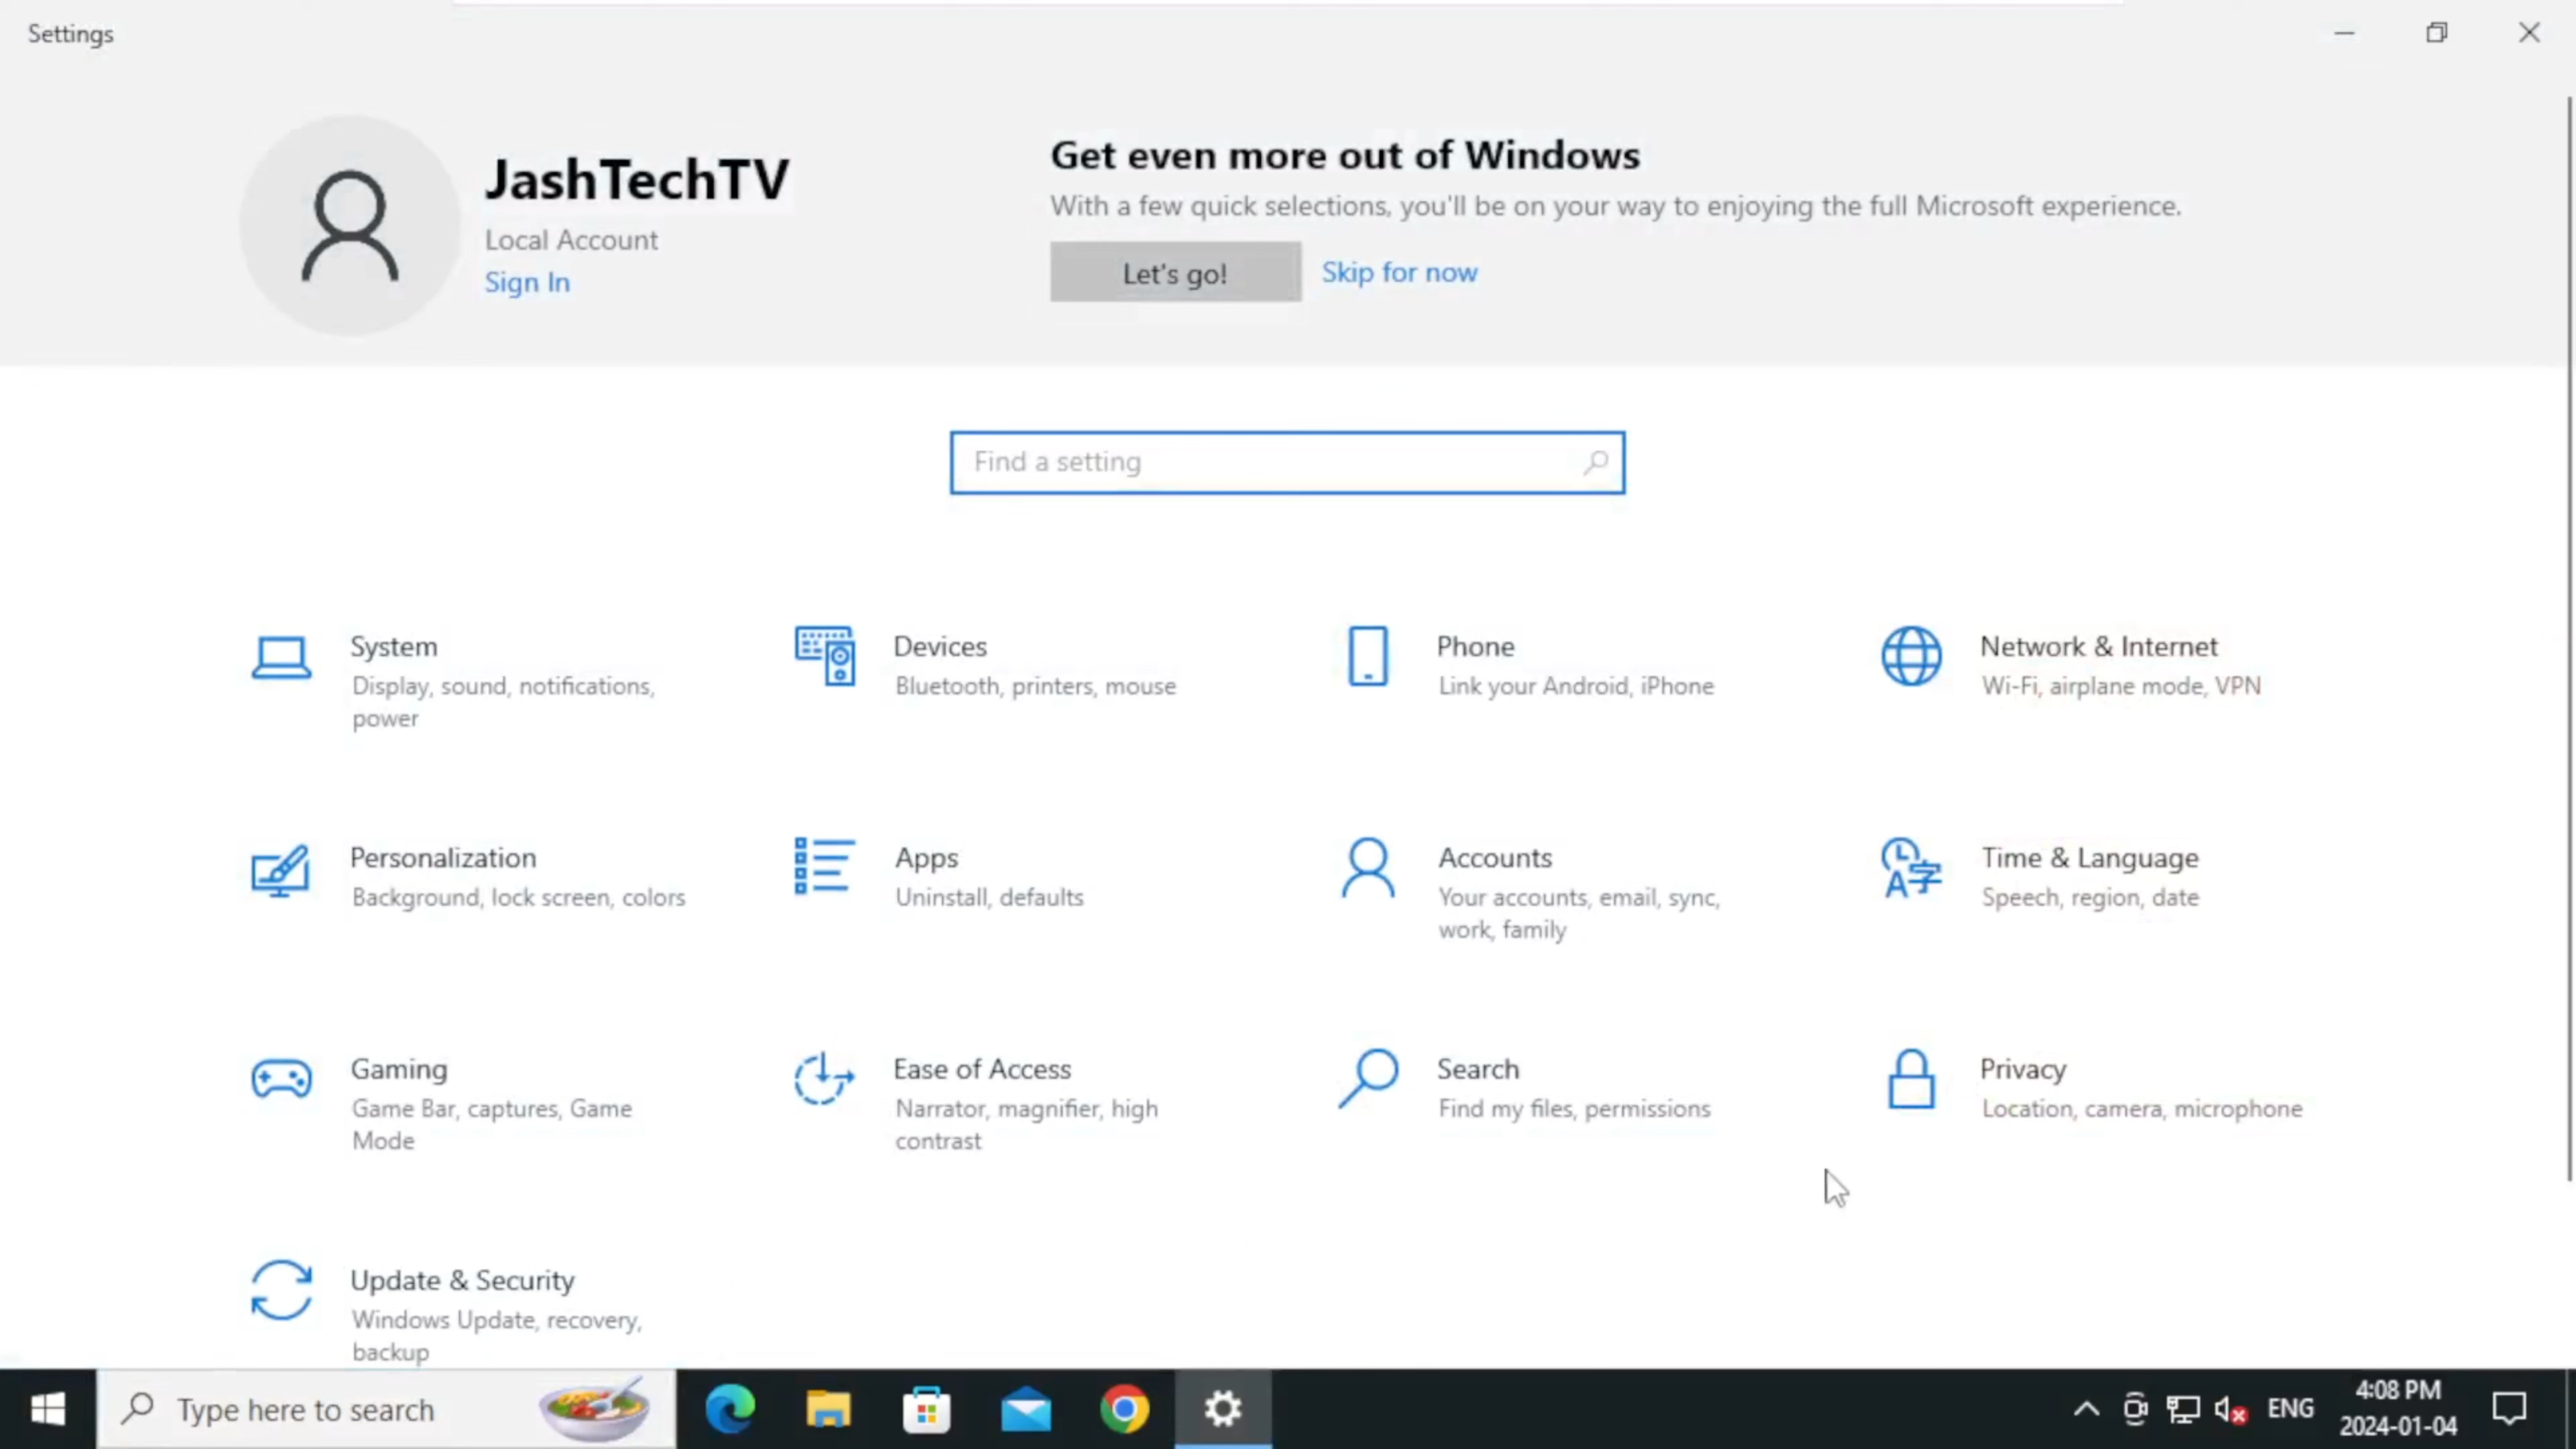 Settings
JashTechTV
Local Account
Sign In
Get even more out of Windows
With a few quick selections, you'll be on your way to enjoying the full Microsoft experience.
Let's go!
Skip for now
Find a setting
System
Display, sound, notifications,
power
Devices
Bluetooth, printers, mouse
Phone
Link your Android, iPhone
Network & Internet
Wi-Fi, airplane mode, VPN
Personalization
Background, lock screen, colors
Apps
Uninstall, defaults
Accounts
Your accounts, email, sync,
work, family
Time & Language
Speech, region, date
Gaming
Game Bar, captures, Game
Mode
Ease of Access
Narrator, magnifier, high
contrast
Search
Find my files, permissions
Privacy
Location, camera, microphone
Update & Security
Windows Update, recovery,
backup
Type here to search
ENG
4:08 PM
2024-01-04